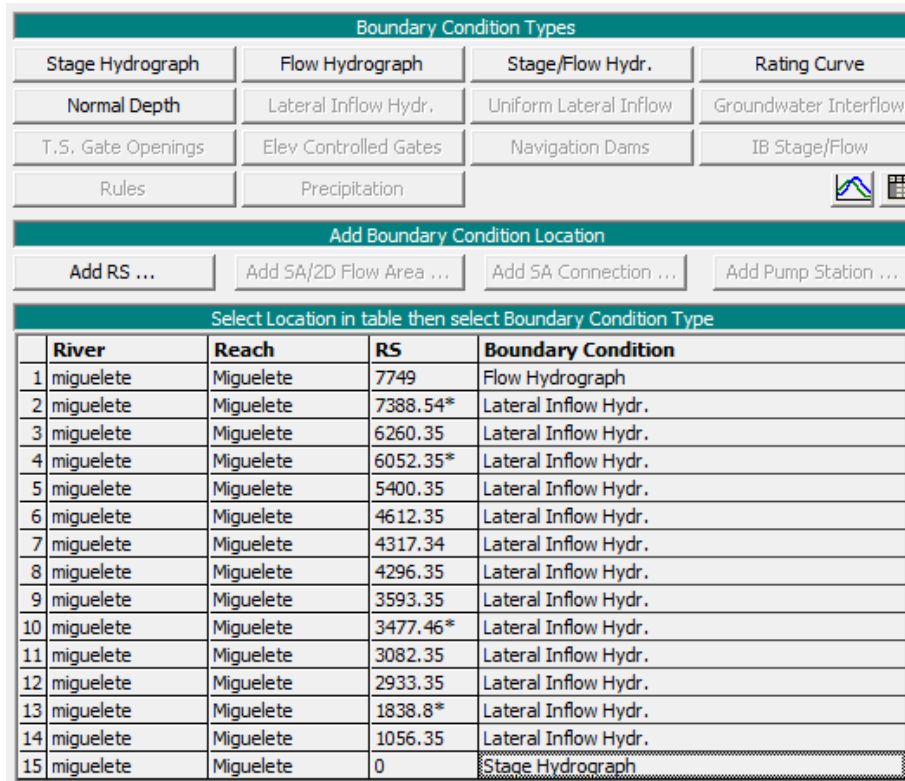 Boundary Condition Types
Stage Hydrograph Flow Hydrograph Stage/Flow Hydr. Rating Curve
Normal Depth Lateral Inflow Hydr. Uniform Lateral Inflow Groundwater Interflow
T.S. Gate Openings Elev Controlled Gates Navigation Dams IB Stage/Flow
Rules Precipitation
Add Boundary Condition Location
Add RS ... Add SA/2D Flow Area ... Add SA Connection ... Add Pump Station ...
Select Location in table then select Boundary Condition Type
River Reach RS Boundary Condition
1 miguelete Miguelete 7749 Flow Hydrograph
2 miguelete Miguelete 7388.54* Lateral Inflow Hydr.
3 miguelete Miguelete 6260.35 Lateral Inflow Hydr.
4 miguelete Miguelete 6052.35* Lateral Inflow Hydr.
5 miguelete Miguelete 5400.35 Lateral Inflow Hydr.
6 miguelete Miguelete 4612.35 Lateral Inflow Hydr.
7 miguelete Miguelete 4317.34 Lateral Inflow Hydr.
8 miguelete Miguelete 4296.35 Lateral Inflow Hydr.
9 miguelete Miguelete 3593.35 Lateral Inflow Hydr.
10 miguelete Miguelete 3477.46* Lateral Inflow Hydr.
11 miguelete Miguelete 3082.35 Lateral Inflow Hydr.
12 miguelete Miguelete 2933.35 Lateral Inflow Hydr.
13 miguelete Miguelete 1838.8* Lateral Inflow Hydr.
14 miguelete Miguelete 1056.35 Lateral Inflow Hydr.
15 miguelete Miguelete 0 Stage Hydrograph